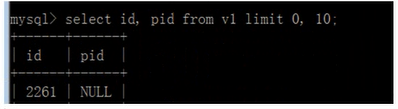 mysql> select id, pid from v1 limit 0, 10;
+------+------+
| id | pid |
+------+------+
| 2261 | NULL |